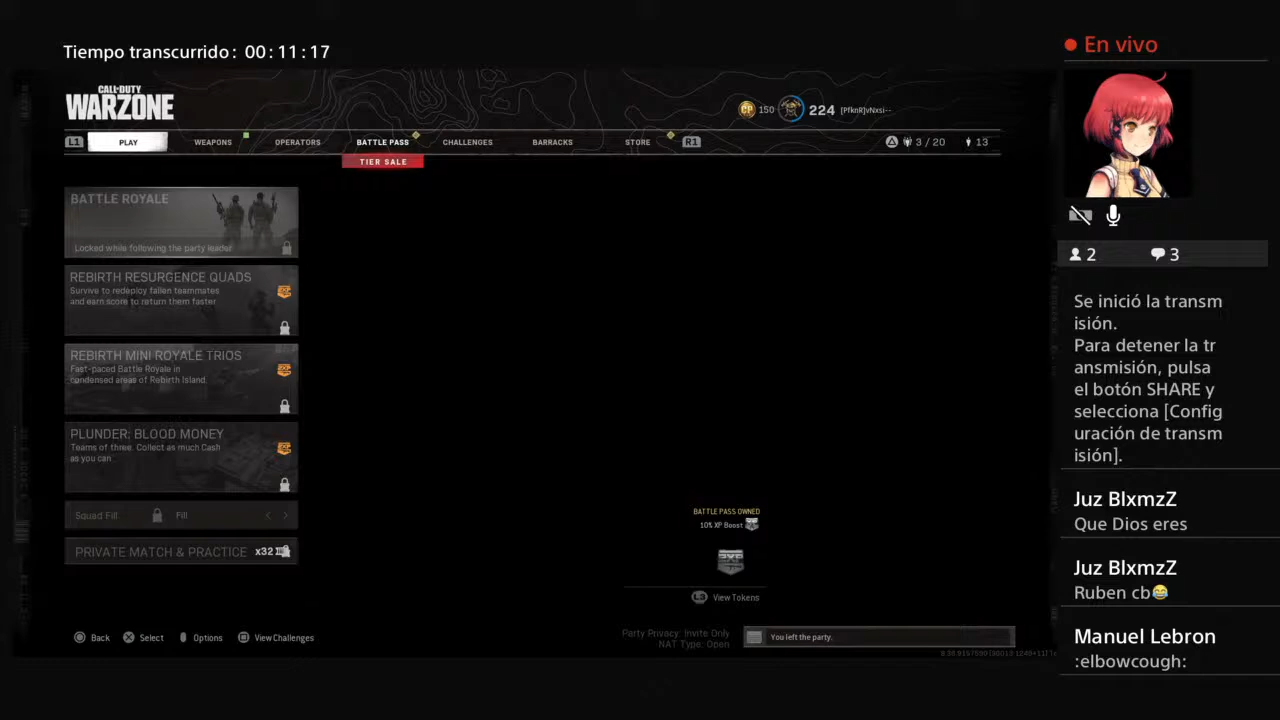 Tiempo transcurrido: 00:11:17
En vivo
CALL OF DUTY
WARZONE
150
224
[PfknR]vNxsi--
L1
PLAY
WEAPONS
OPERATORS
BATTLE PASS
CHALLENGES
BARRACKS
STORE
R1
3 / 20
13
TIER SALE
BATTLE ROYALE
Locked while following the party leader
REBIRTH RESURGENCE QUADS
Survive to redeploy fallen teammates
and earn score to return them faster
REBIRTH MINI ROYALE TRIOS
Fast-paced Battle Royale in
condensed areas of Rebirth Island.
PLUNDER: BLOOD MONEY
Teams of three. Collect as much Cash
as you can
Squad Fill
Fill
PRIVATE MATCH & PRACTICE
x32
BATTLE PASS OWNED
10% XP Boost
L3 View Tokens
Back
Select
Options
View Challenges
Party Privacy: Invite Only
NAT Type: Open
You left the party.
2
3
Se inició la transm
isión.
Para detener la tr
ansmisión, pulsa
el botón SHARE y
selecciona [Config
uración de transm
isión].
Juz BlxmzZ
Que Dios eres
Juz BlxmzZ
Ruben cb😂
Manuel Lebron
:elbowcough: